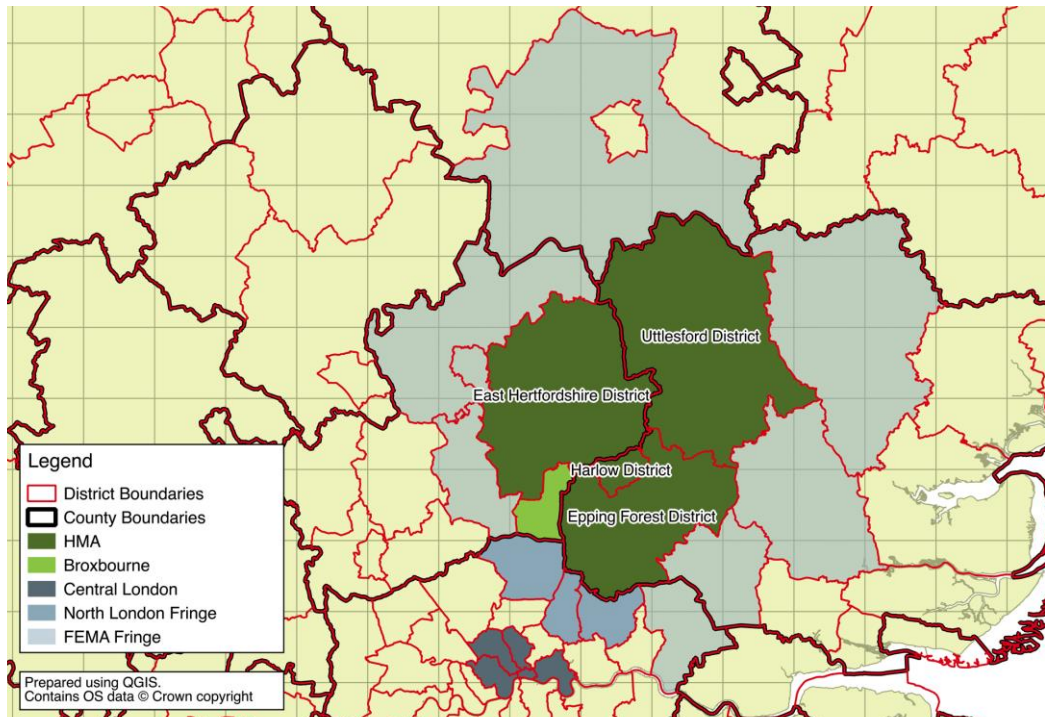 Uttlesford District
East Hertfordshire District
Harlow District
Epping Forest District
Legend
District Boundaries
County Boundaries
HMA
Broxbourne
Central London
North London Fringe
FEMA Fringe
Prepared using QGIS.
Contains OS data © Crown copyright